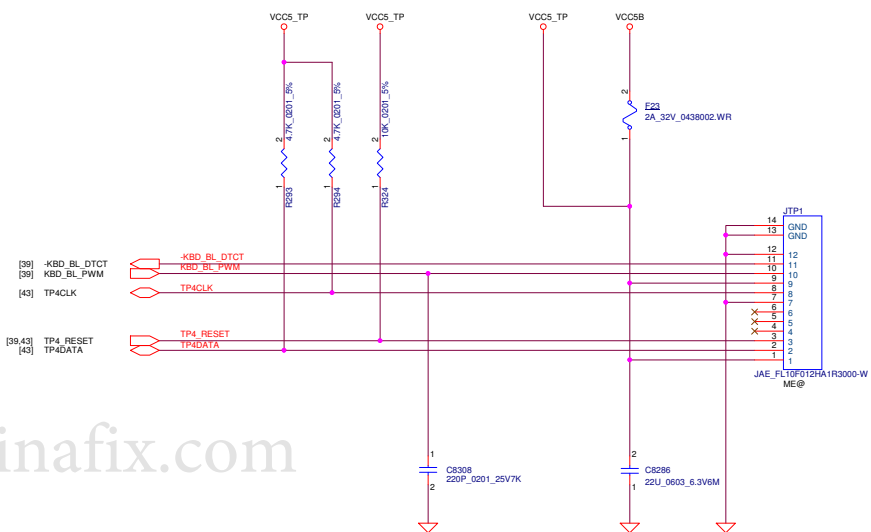 VCC5_TP
VCC5_TP
VCC5_TP
VCC5B
4.7K_0201_5%
4.7K_0201_5%
10K_0201_5%
2
2
2
1
1
1
R293
R294
R324
2
F23
2A_32V_0438002.WR
1
JTP1
14
GND
13
GND
12
12
11
11
10
10
9
9
8
8
7
7
6
6
5
5
4
4
3
3
2
2
1
1
JAE_FL10F012HA1R3000-W
ME@
[39] -KBD_BL_DTCT
-KBD_BL_DTCT
[39] KBD_BL_PWM
KBD_BL_PWM
[43] TP4CLK
TP4CLK
[39,43] TP4_RESET
TP4_RESET
[43] TP4DATA
TP4DATA
inafix.com
1
C8308
220P_0201_25V7K
2
2
C8286
22U_0603_6.3V6M
1